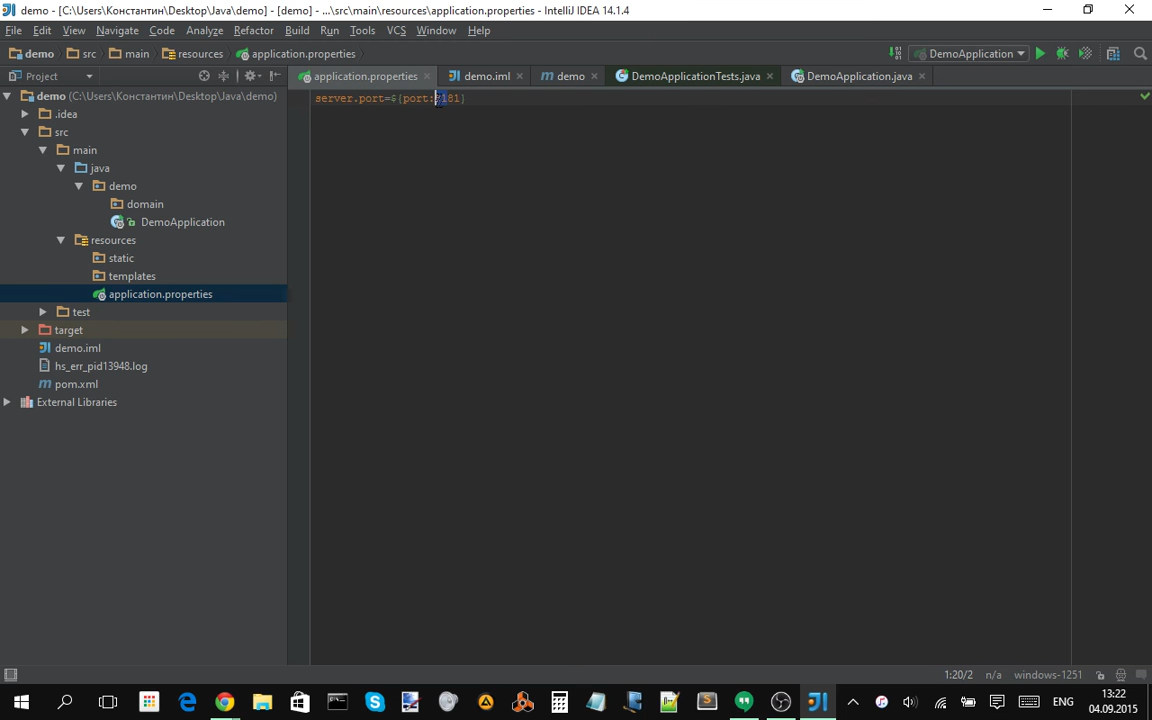 demo - [C:\Users\Константин\Desktop\Java\demo] - [demo] - ...\src\main\resources\application.properties - IntelliJ IDEA 14.1.4
File Edit View Navigate Code Analyze Refactor Build Run Tools VCS Window Help
demo src main resources application.properties DemoApplication
Project application.properties demo.iml demo DemoApplicationTests.java DemoApplication.java
demo (C:\Users\Константин\Desktop\Java\demo)
server.port=${port:8181}
.idea
src
main
java
demo
domain
DemoApplication
resources
static
templates
application.properties
test
target
demo.iml
hs_err_pid13948.log
pom.xml
External Libraries
1:20/2 n/a windows-1251
ENG
13:22
04.09.2015